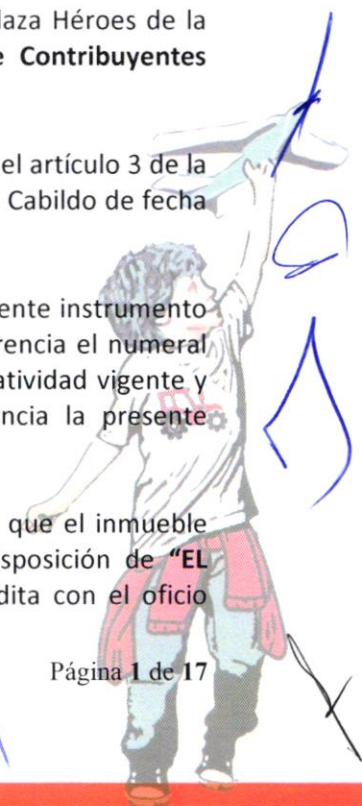 laza Héroes de la
e Contribuyentes
el artículo 3 de la
Cabildo de fecha
ente instrumento
rencia el numeral
atividad vigente y
ncia la presente
que el inmueble
sposición de "EL
dita con el oficio
Página 1 de 17